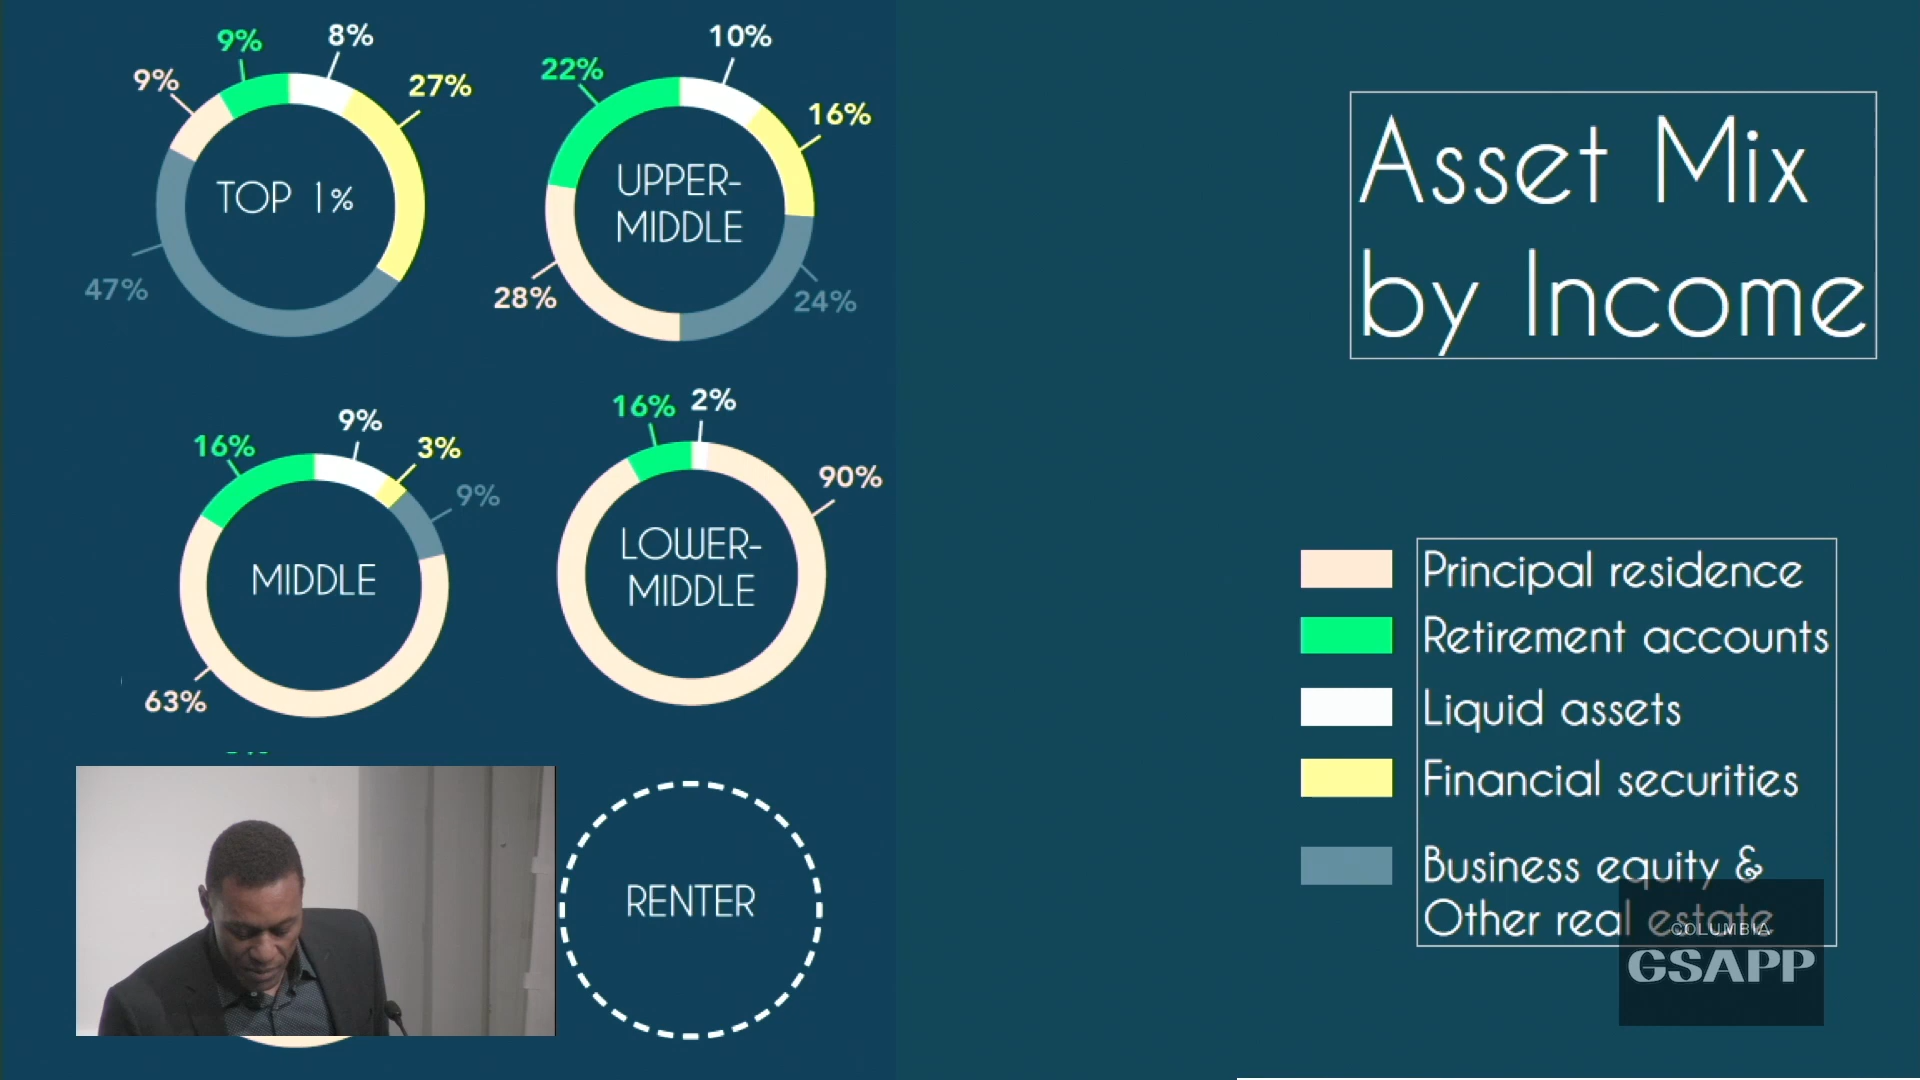 9%
8%
9%
27%
47%
TOP 1%
10%
22%
16%
28%
24%
UPPER-
MIDDLE
9%
16%
3%
9%
63%
MIDDLE
16%
2%
90%
LOWER-
MIDDLE
RENTER
Asset Mix
by Income
Principal residence
Retirement accounts
Liquid assets
Financial securities
Business equity &
Other real estate
COLUMBIA
GSAPP